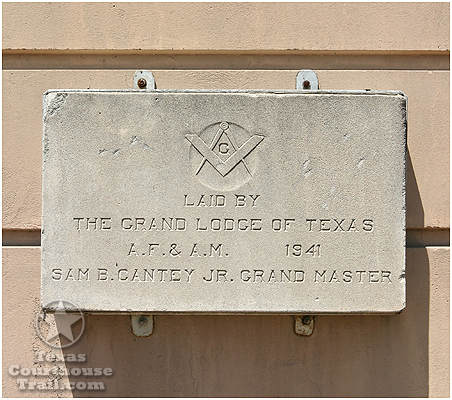 G
LAID BY
THE GRAND LODGE OF TEXAS
A.F. & A.M. 1941
SAM B. CANTEY JR. GRAND MASTER
Texas
Courthouse
Trail.com